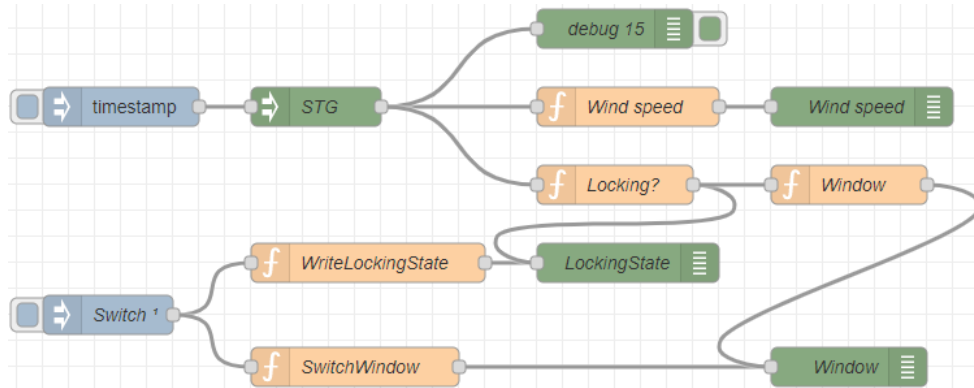 debug 15
timestamp
STG
Wind speed
Wind speed
Locking?
Window
WriteLockingState
LockingState
Switch ¹
SwitchWindow
Window